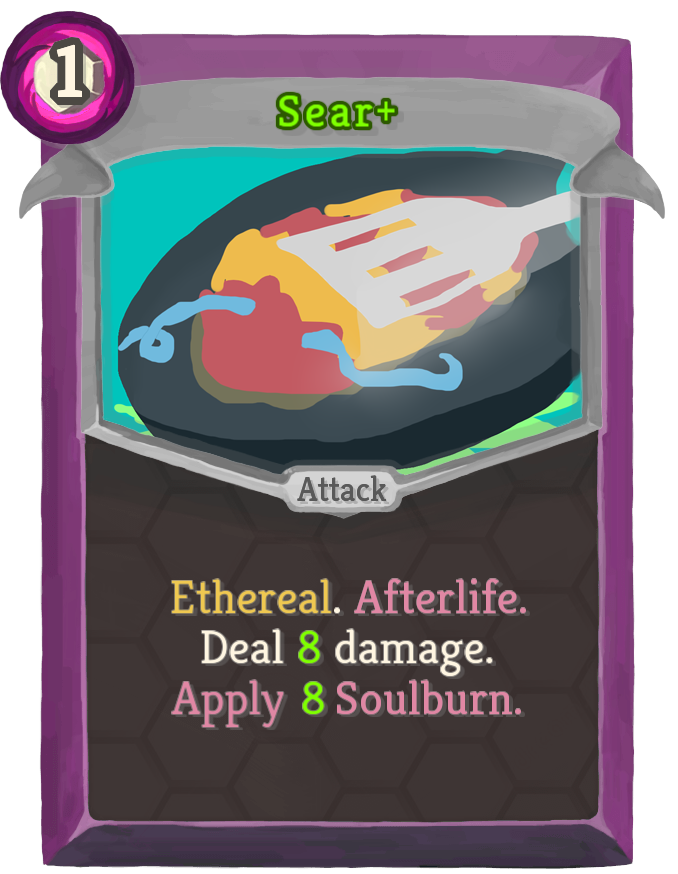 1
Sear+
Attack
Ethereal. Afterlife.
Deal 8 damage.
Apply 8 Soulburn.